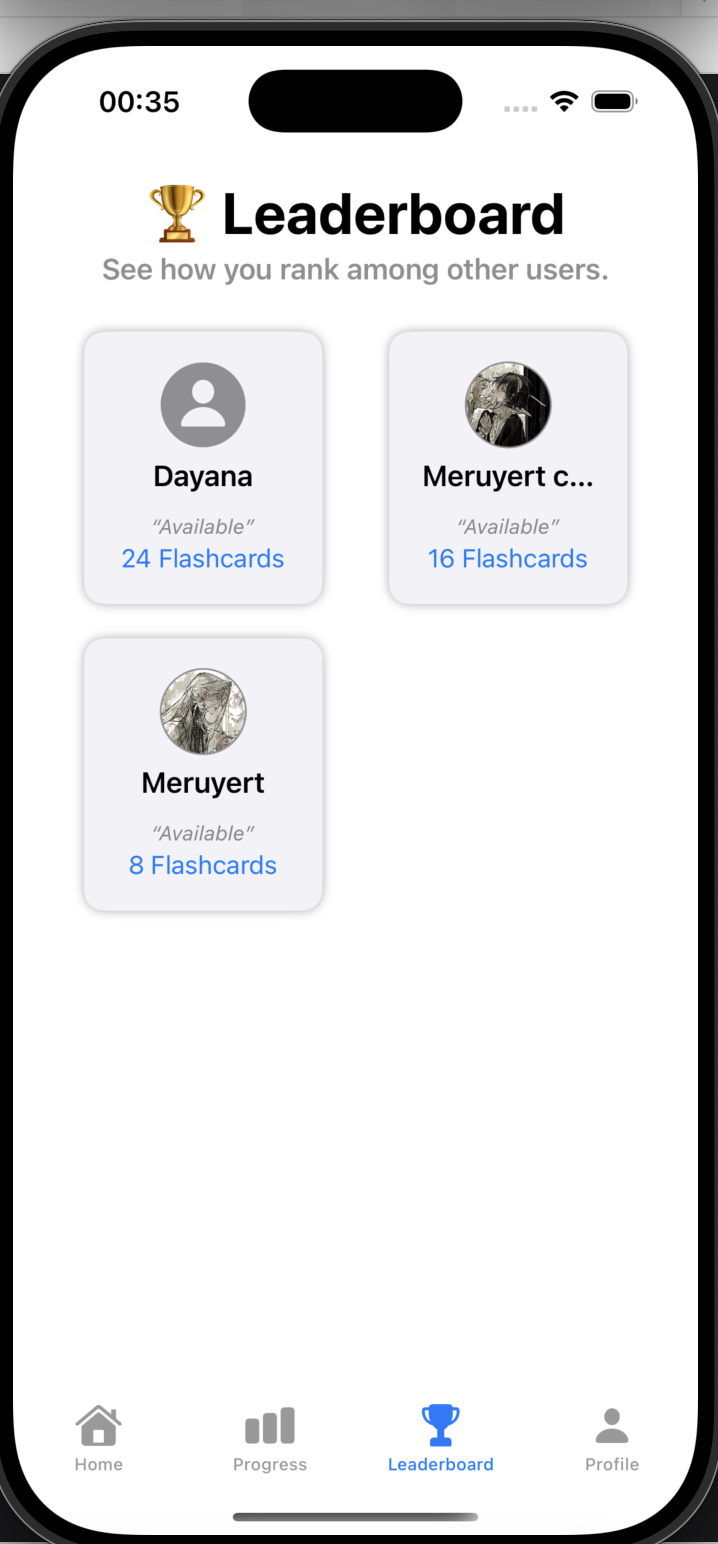 00:35
🏆 Leaderboard
See how you rank among other users.
Dayana
“Available”
24 Flashcards
Meruyert c...
“Available”
16 Flashcards
Meruyert
“Available”
8 Flashcards
Home
Progress
Leaderboard
Profile